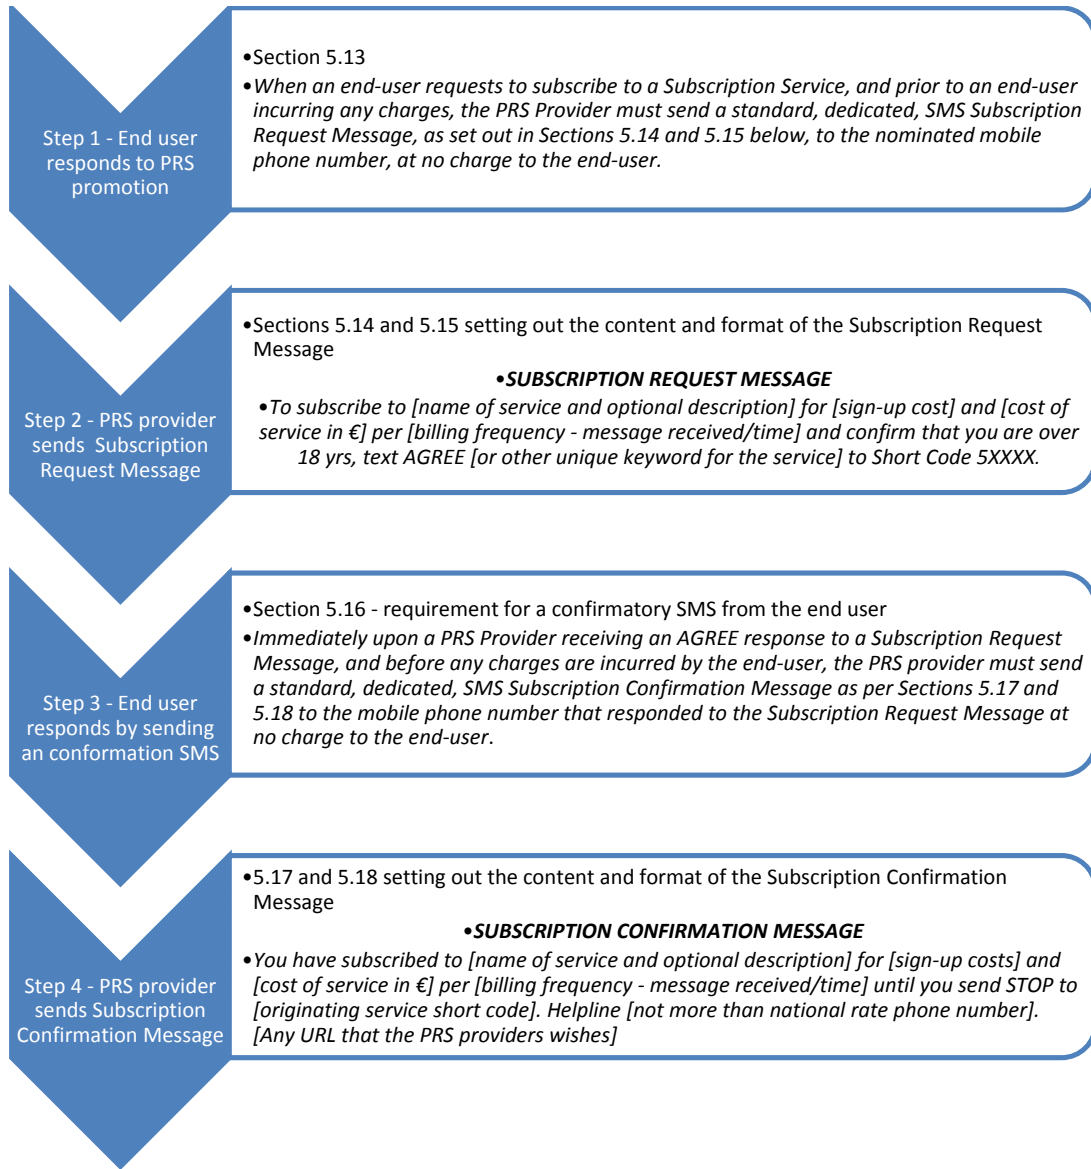 Step 1 - End user
responds to PRS
promotion
•Section 5.13
•When an end-user requests to subscribe to a Subscription Service, and prior to an end-user
incurring any charges, the PRS Provider must send a standard, dedicated, SMS Subscription
Request Message, as set out in Sections 5.14 and 5.15 below, to the nominated mobile
phone number, at no charge to the end-user.
Step 2 - PRS provider
sends Subscription
Request Message
•Sections 5.14 and 5.15 setting out the content and format of the Subscription Request
Message
•SUBSCRIPTION REQUEST MESSAGE
•To subscribe to [name of service and optional description] for [sign-up cost] and [cost of
service in €] per [billing frequency - message received/time] and confirm that you are over
18 yrs, text AGREE [or other unique keyword for the service] to Short Code 5XXXX.
Step 3 - End user
responds by sending
an conformation SMS
•Section 5.16 - requirement for a confirmatory SMS from the end user
•Immediately upon a PRS Provider receiving an AGREE response to a Subscription Request
Message, and before any charges are incurred by the end-user, the PRS provider must send
a standard, dedicated, SMS Subscription Confirmation Message as per Sections 5.17 and
5.18 to the mobile phone number that responded to the Subscription Request Message at
no charge to the end-user.
Step 4 - PRS provider
sends Subscription
Confirmation Message
•5.17 and 5.18 setting out the content and format of the Subscription Confirmation
Message
•SUBSCRIPTION CONFIRMATION MESSAGE
•You have subscribed to [name of service and optional description] for [sign-up costs] and
[cost of service in €] per [billing frequency - message received/time] until you send STOP to
[originating service short code]. Helpline [not more than national rate phone number].
[Any URL that the PRS providers wishes]